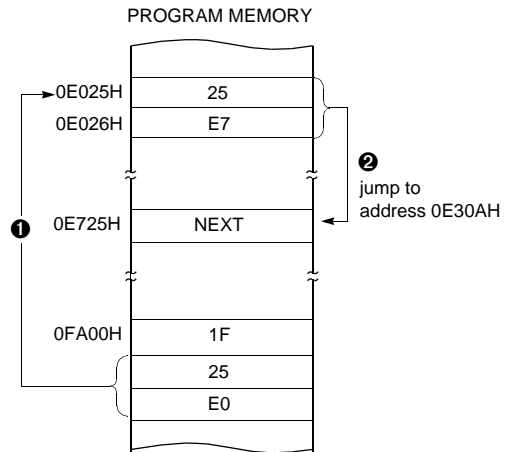 PROGRAM MEMORY
0E025H 25
0E026H E7
❷
jump to
address 0E30AH
❶
0E725H NEXT
0FA00H 1F
25
E0